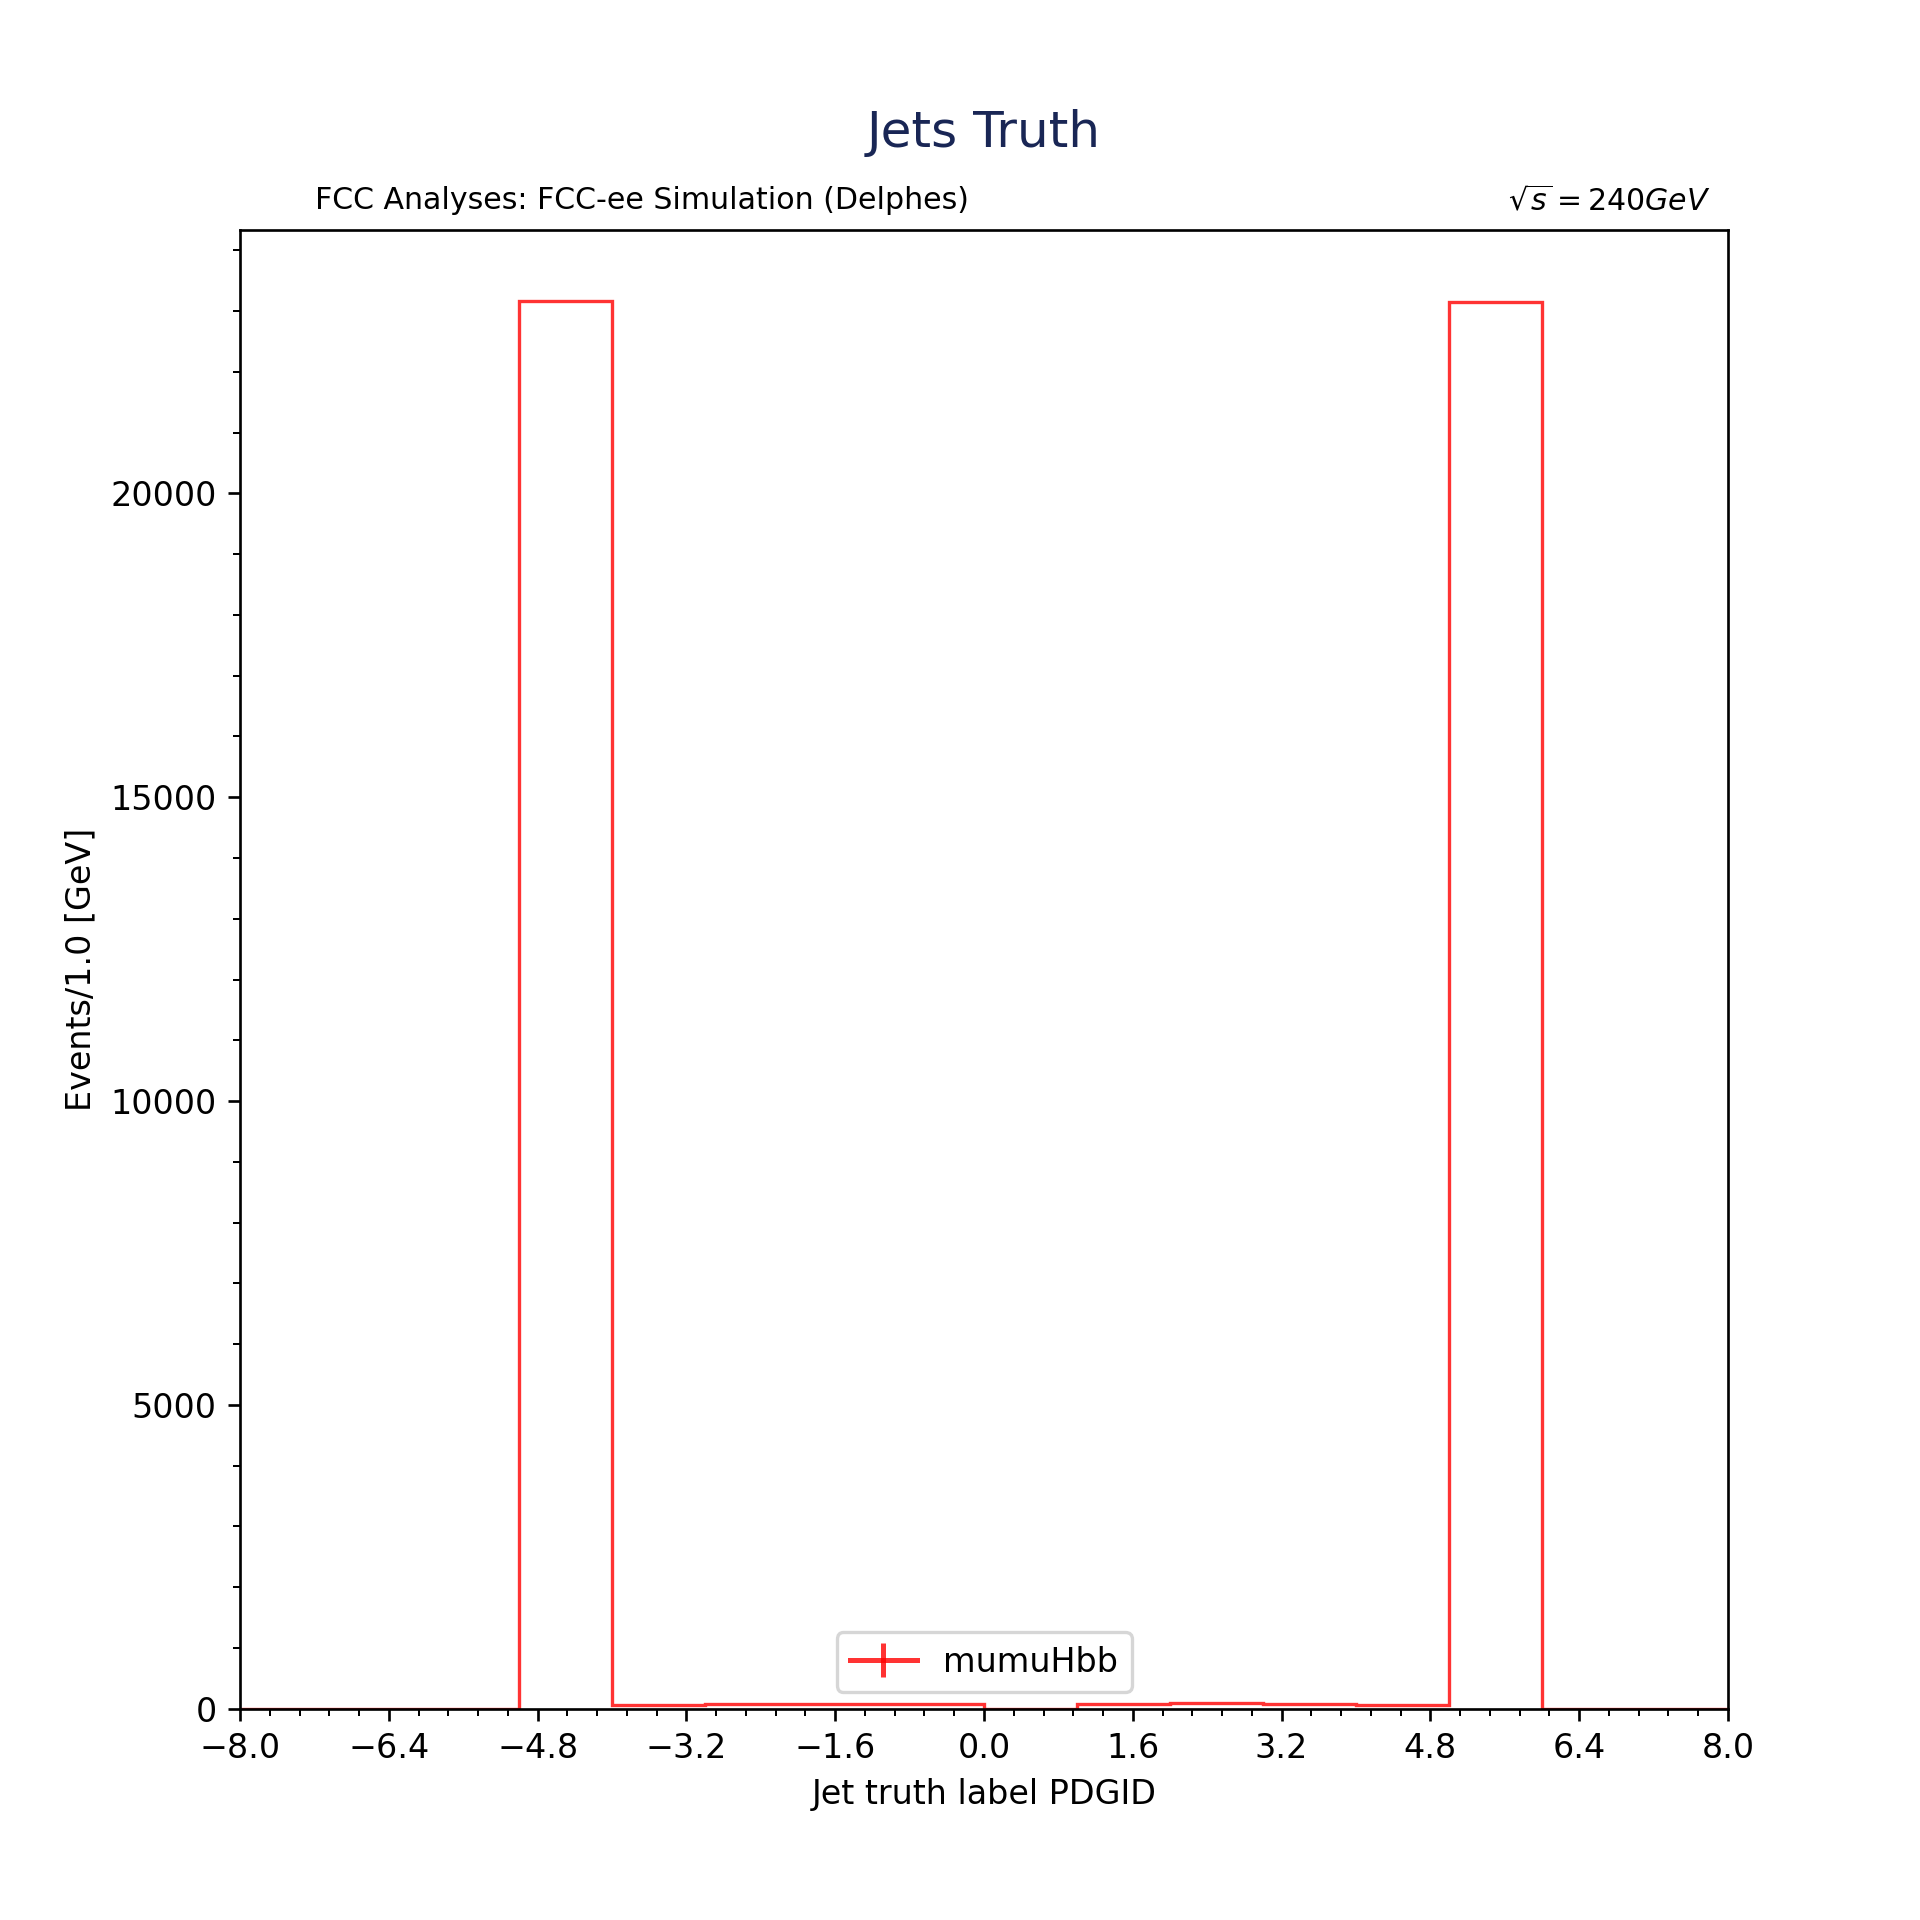 Jets Truth
FCC Analyses: FCC-ee Simulation (Delphes)
√s = 240GeV
Events/1.0 [GeV]
20000
15000
10000
5000
0
−8.0 −6.4 −4.8 −3.2 −1.6 0.0 1.6 3.2 4.8 6.4 8.0
mumuHbb
Jet truth label PDGID